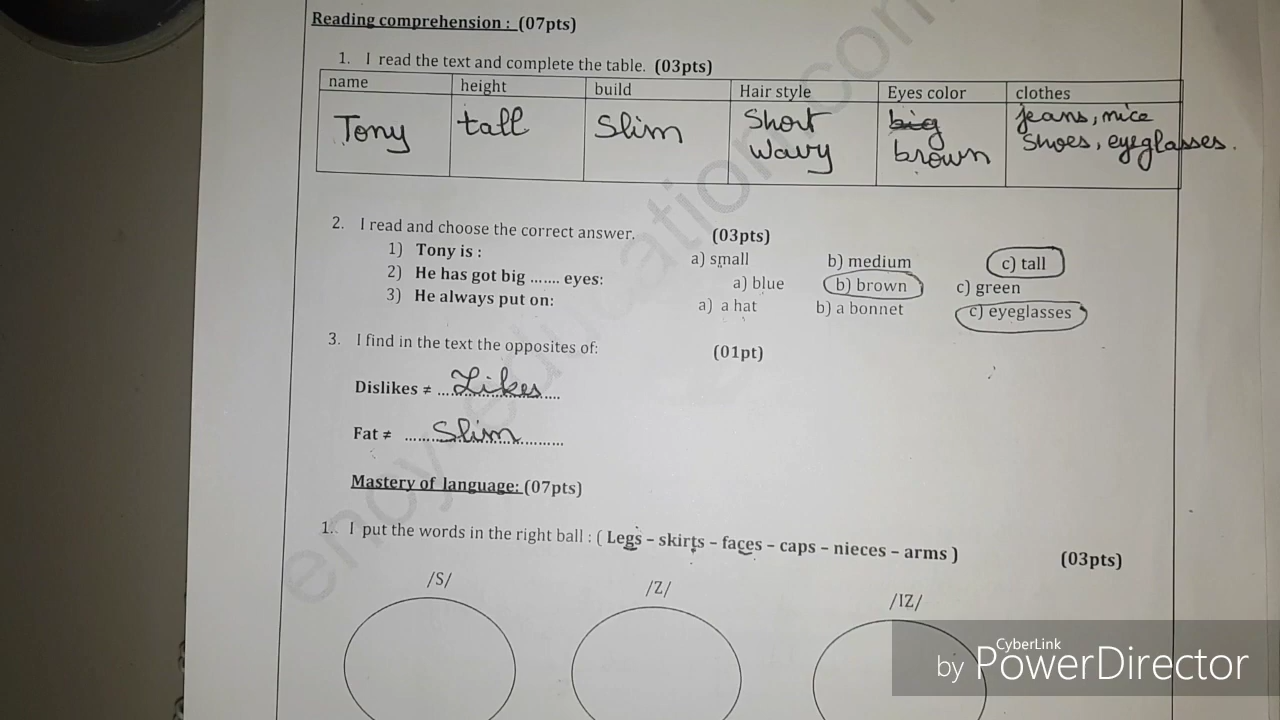 Reading comprehension : (07pts)
1. I read the text and complete the table. (03pts)
name height build Hair style Eyes color clothes
Tony tall Slim Short wavy big brown jeans, nice shoes, eyeglasses.
2. I read and choose the correct answer. (03pts)
1) Tony is : a) small b) medium c) tall
2) He has got big ....... eyes: a) blue b) brown c) green
3) He always put on: a) a hat b) a bonnet c) eyeglasses
3. I find in the text the opposites of: (01pt)
Dislikes ≠ ....Likes....
Fat ≠ ......Slim..........
Mastery of language: (07pts)
1.. I put the words in the right ball : ( Legs – skirts – faces – caps – nieces – arms ) (03pts)
/S/ /Z/ /IZ/
CyberLink
by PowerDirector